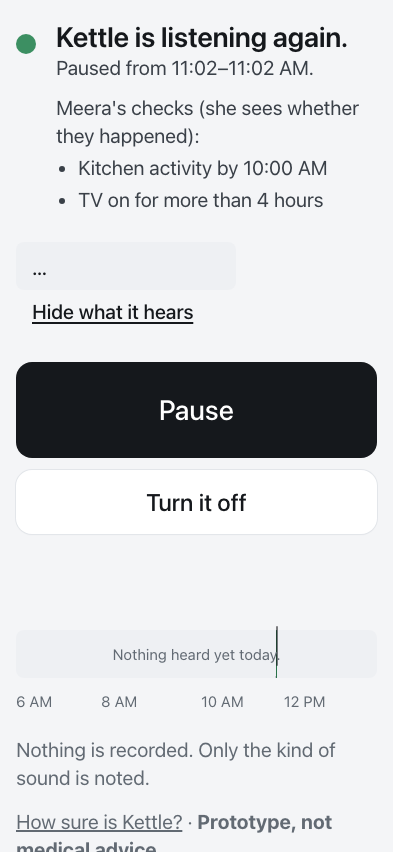 Kettle is listening again.
Paused from 11:02–11:02 AM.
Meera's checks (she sees whether
they happened):
• Kitchen activity by 10:00 AM
• TV on for more than 4 hours
...
Hide what it hears
Pause
Turn it off
Nothing heard yet today.
6 AM 8 AM 10 AM 12 PM
Nothing is recorded. Only the kind of
sound is noted.
How sure is Kettle? · Prototype, not
medical advice